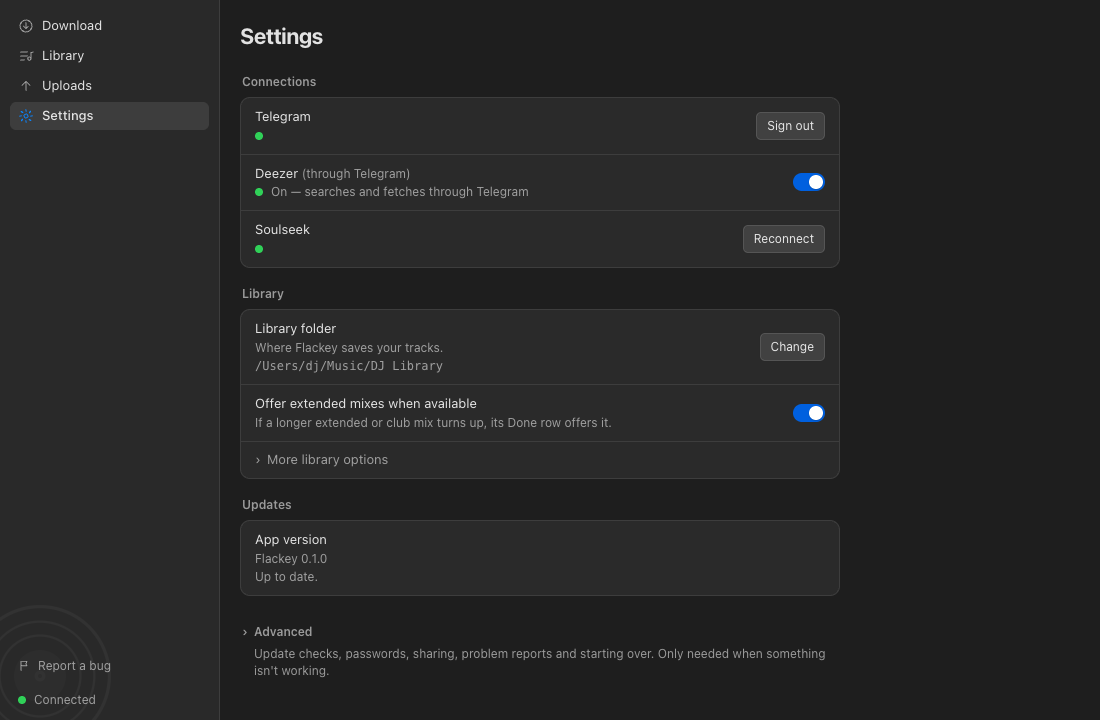 Download
Library
Uploads
Settings
Report a bug
Connected
Settings
Connections
Telegram
Sign out
Deezer (through Telegram)
On — searches and fetches through Telegram
Soulseek
Reconnect
Library
Library folder
Where Flackey saves your tracks.
/Users/dj/Music/DJ Library
Change
Offer extended mixes when available
If a longer extended or club mix turns up, its Done row offers it.
› More library options
Updates
App version
Flackey 0.1.0
Up to date.
› Advanced
Update checks, passwords, sharing, problem reports and starting over. Only needed when something
isn't working.